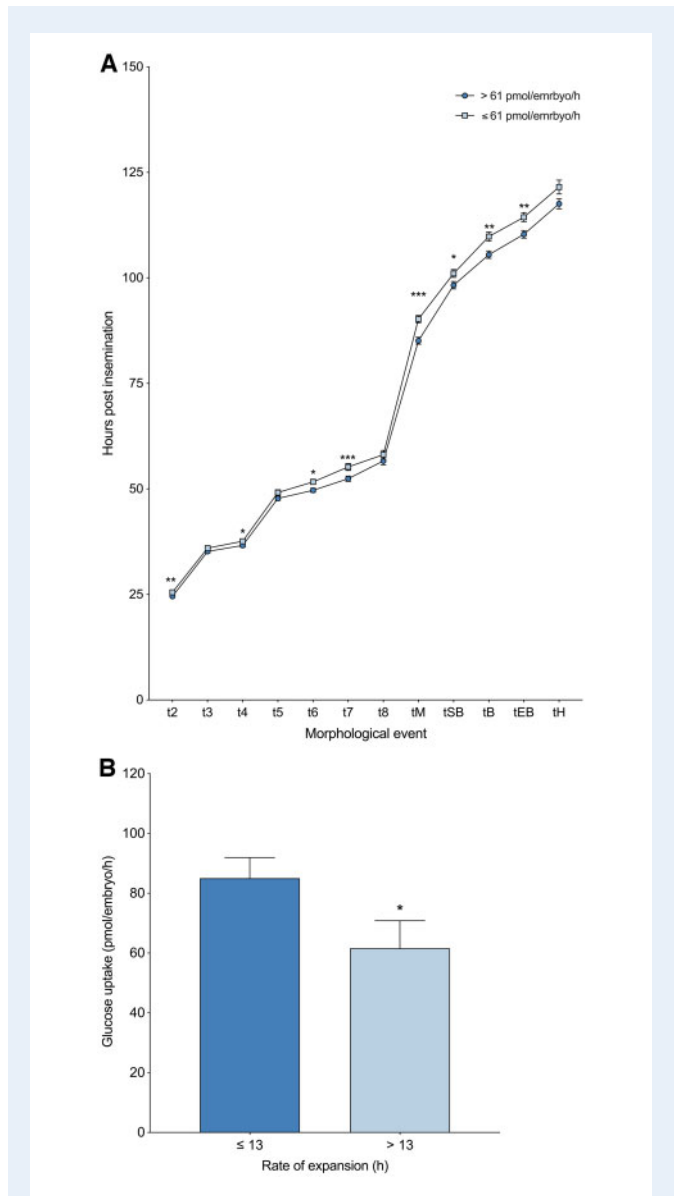 A
150
> 61 pmol/emrbyo/h
≤ 61 pmol/emrbyo/h
125
**
**
*
100
***
Hours post insemination
75
***
*
50
*
25
**
0
t2 t3 t4 t5 t6 t7 t8 tM tSB tB tEB tH
Morphological event
B
120
100
80
*
Glucose uptake (pmol/embryo/h)
60
40
20
0
≤ 13 > 13
Rate of expansion (h)